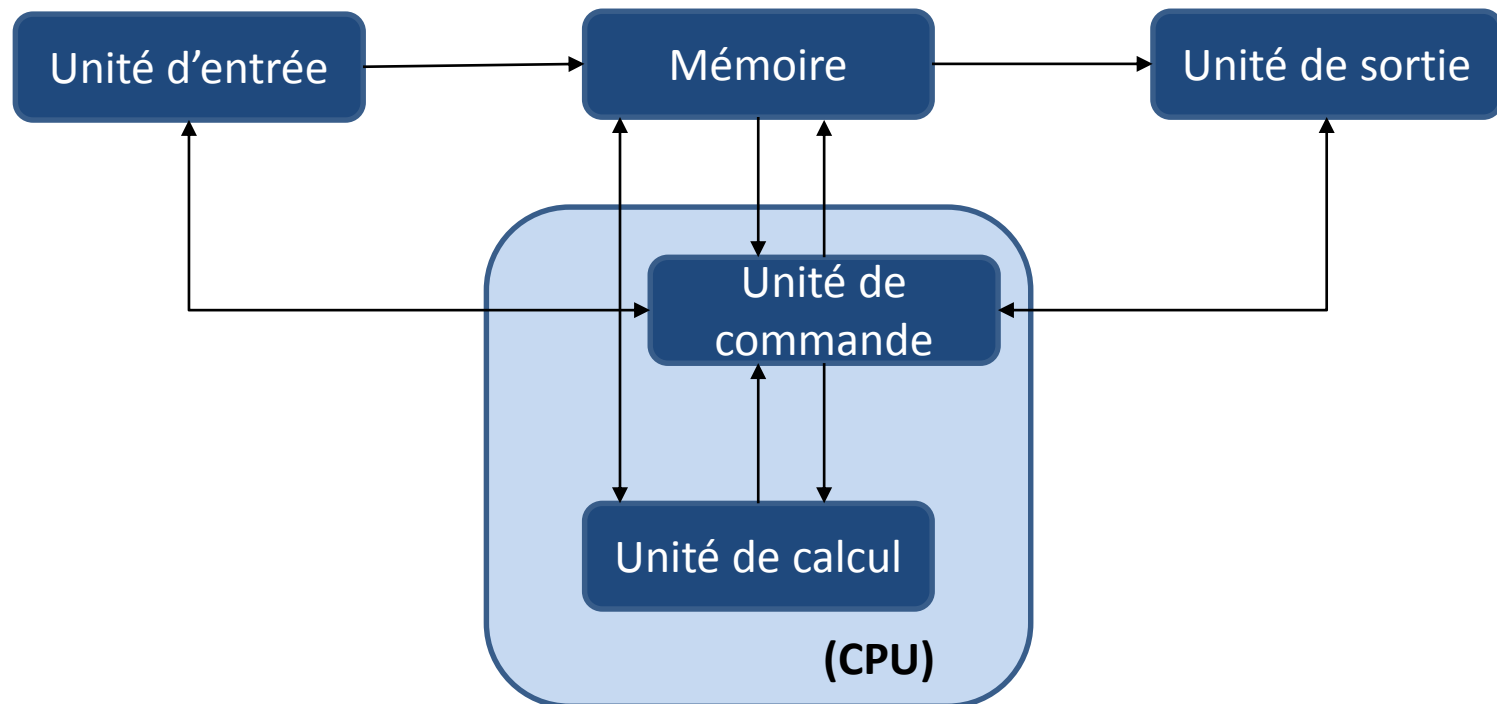 Unité d’entrée
Mémoire
Unité de sortie
Unité de
commande
Unité de calcul
(CPU)